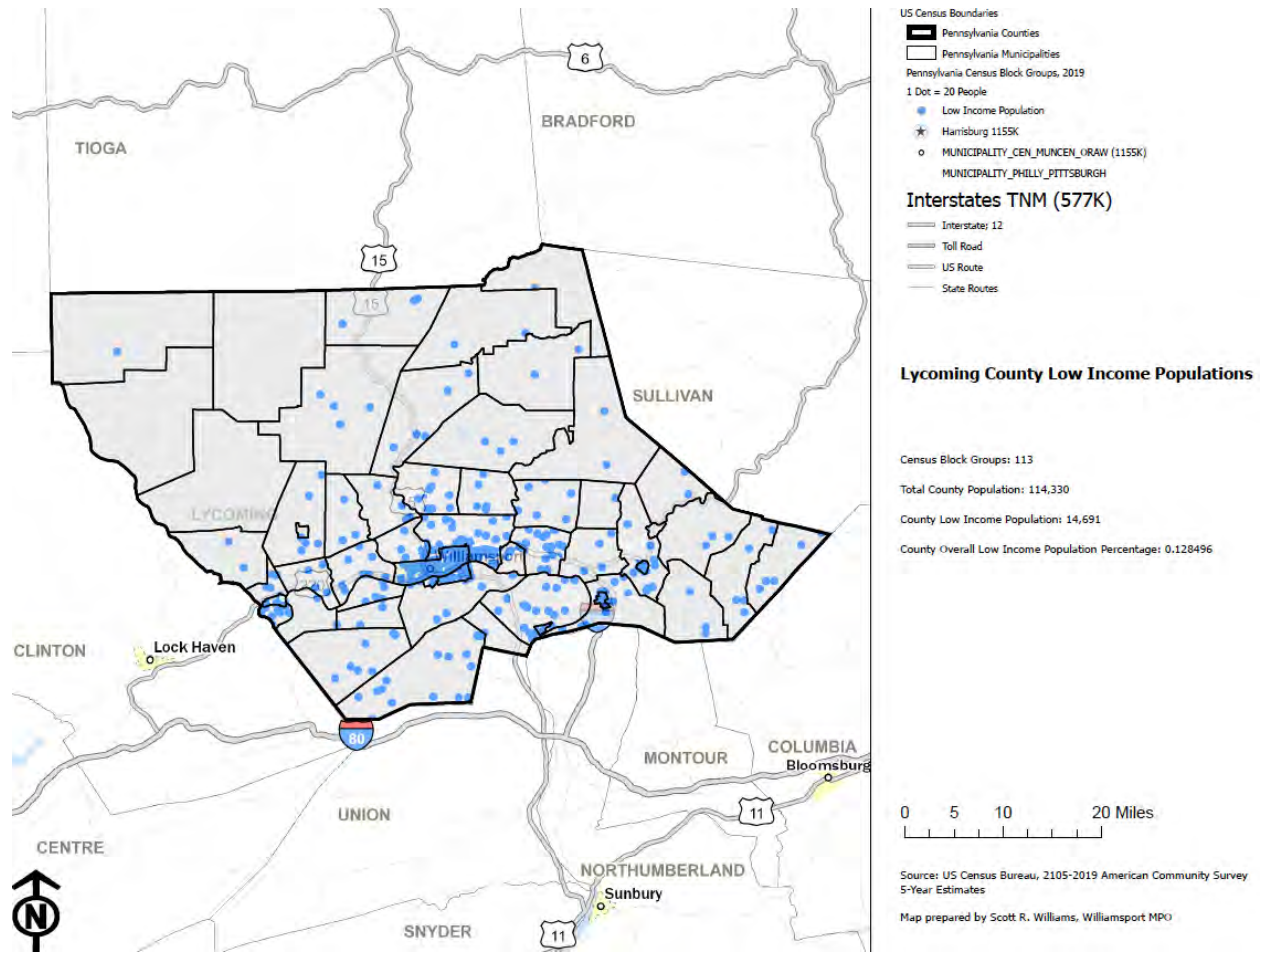 US Census Boundaries
Pennsylvania Counties
Pennsylvania Municipalities
Pennsylvania Census Block Groups, 2019
1 Dot = 20 People
Low Income Population
Harrisburg 1155K
MUNICIPALITY_CEN_MUNCEN_ORAW (1155K)
MUNICIPALITY_PHILLY_PITTSBURGH
Interstates TNM (577K)
Interstate; 12
Toll Road
US Route
State Routes
Lycoming County Low Income Populations
Census Block Groups: 113
Total County Population: 114,330
County Low Income Population: 14,691
County Overall Low Income Population Percentage: 0.128496
0 5 10 20 Miles
Source: US Census Bureau, 2105-2019 American Community Survey
5-Year Estimates
Map prepared by Scott R. Williams, Williamsport MPO
6
BRADFORD
TIOGA
15
15
SULLIVAN
LYCOMING
Williamsport
220
CLINTON
Lock Haven
80
MONTOUR
COLUMBIA
Bloomsburg
UNION
11
CENTRE
NORTHUMBERLAND
Sunbury
N
SNYDER
11